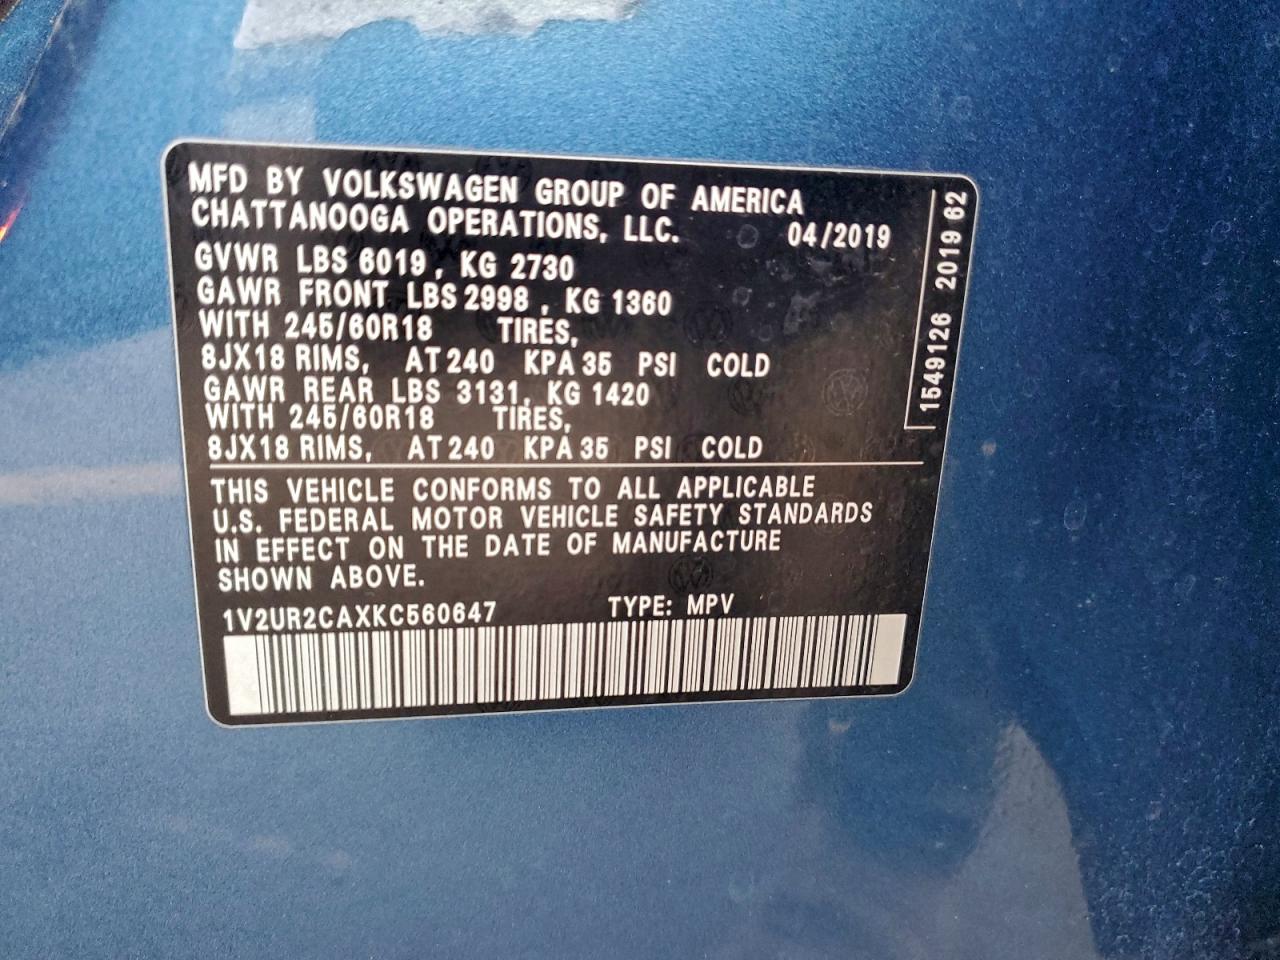 MFD BY VOLKSWAGEN GROUP OF AMERICA
CHATTANOOGA OPERATIONS, LLC. 04/2019
GVWR LBS 6019, KG 2730
GAWR FRONT LBS 2998, KG 1360
WITH 245/60R18 TIRES,
8JX18 RIMS, AT 240 KPA 35 PSI COLD
GAWR REAR LBS 3131, KG 1420
WITH 245/60R18 TIRES,
8JX18 RIMS, AT 240 KPA 35 PSI COLD
THIS VEHICLE CONFORMS TO ALL APPLICABLE
U.S. FEDERAL MOTOR VEHICLE SAFETY STANDARDS
IN EFFECT ON THE DATE OF MANUFACTURE
SHOWN ABOVE.
1V2UR2CAXKC560647 TYPE: MPV
1549126 2019 62